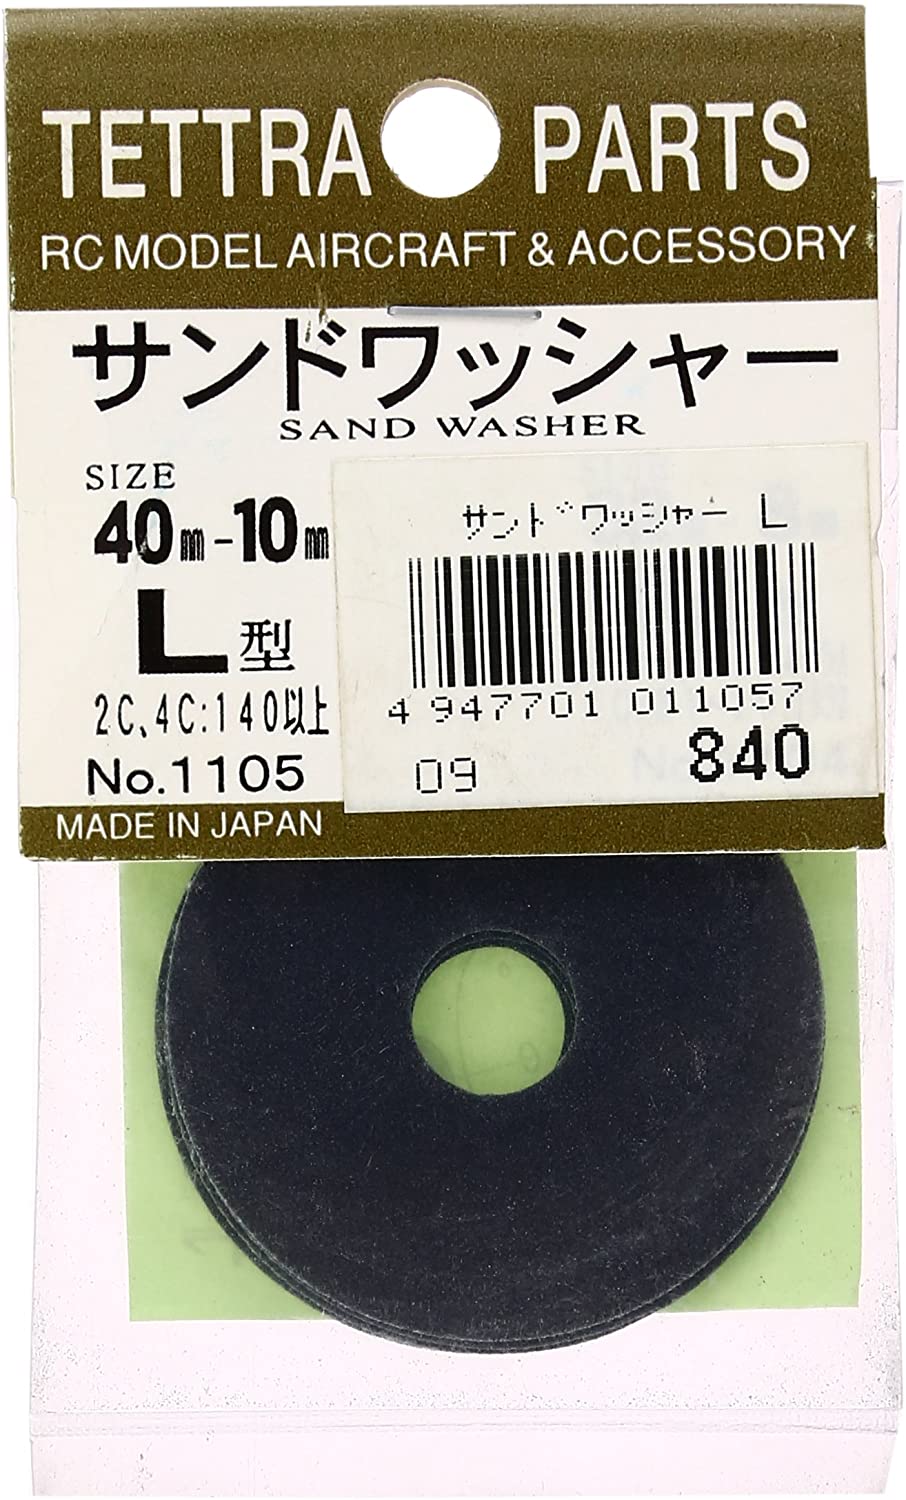 TETTRA PARTS
RC MODEL AIRCRAFT & ACCESSORY
サンドワッシャー
SAND WASHER
SIZE
40mm-10mm
L型
2C,4C:140以上
No.1105
MADE IN JAPAN
サンドワッシャー L
4 947701 011057
09 840